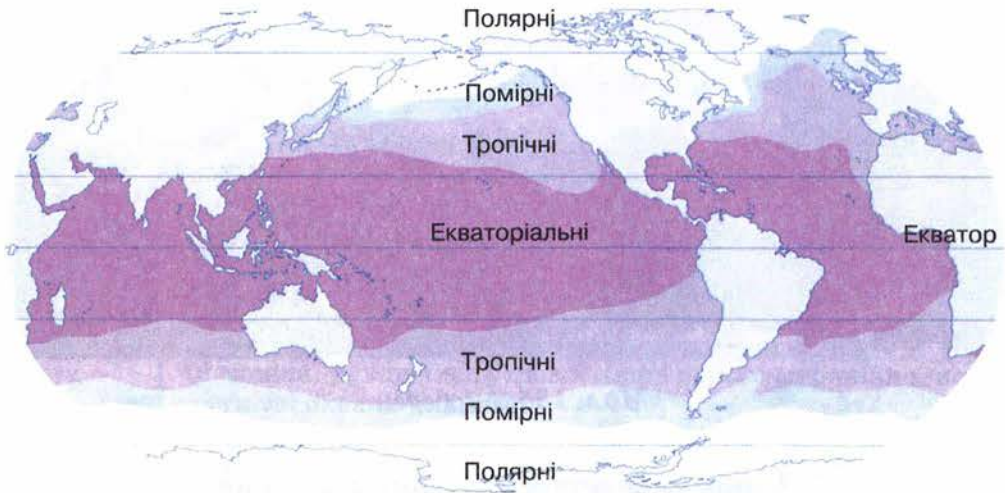 Полярні
Помірні
Тропічні
Екваторіальні
Екватор
Тропічні
Помірні
Полярні